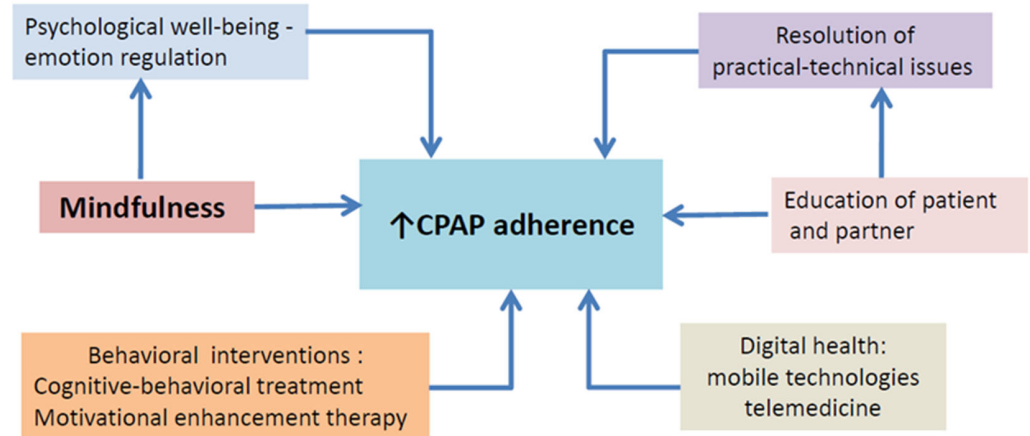 Psychological well-being -
emotion regulation
Resolution of
practical-technical issues
Mindfulness
↑CPAP adherence
Education of patient
and partner
Behavioral interventions :
Cognitive-behavioral treatment
Motivational enhancement therapy
Digital health:
mobile technologies
telemedicine